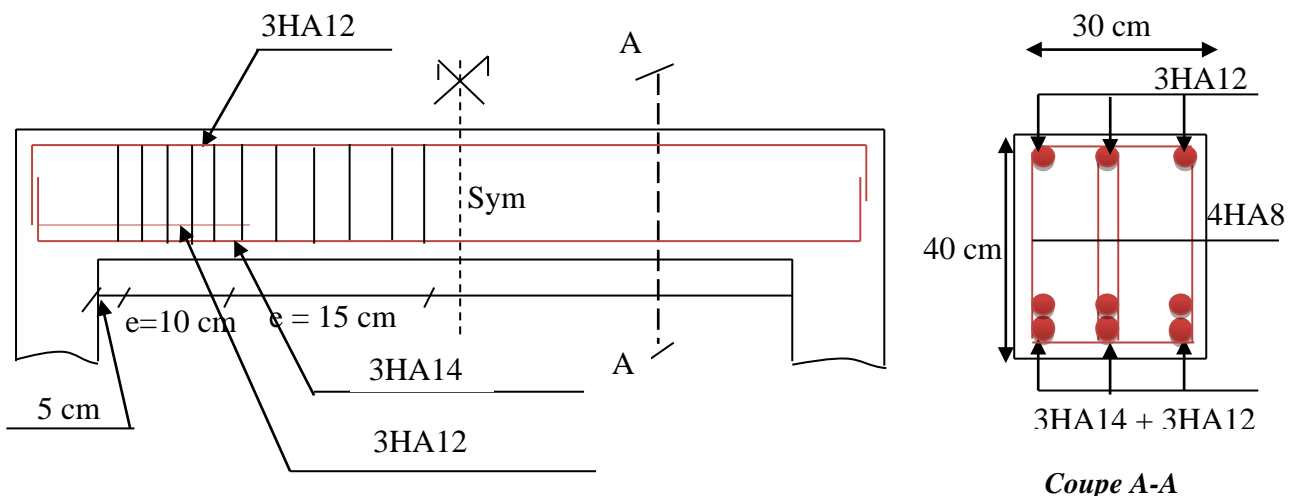 3HA12
A
Sym
e=10 cm
e = 15 cm
A
3HA14
5 cm
3HA12
30 cm
3HA12
4HA8
40 cm
3HA14 + 3HA12
Coupe A-A